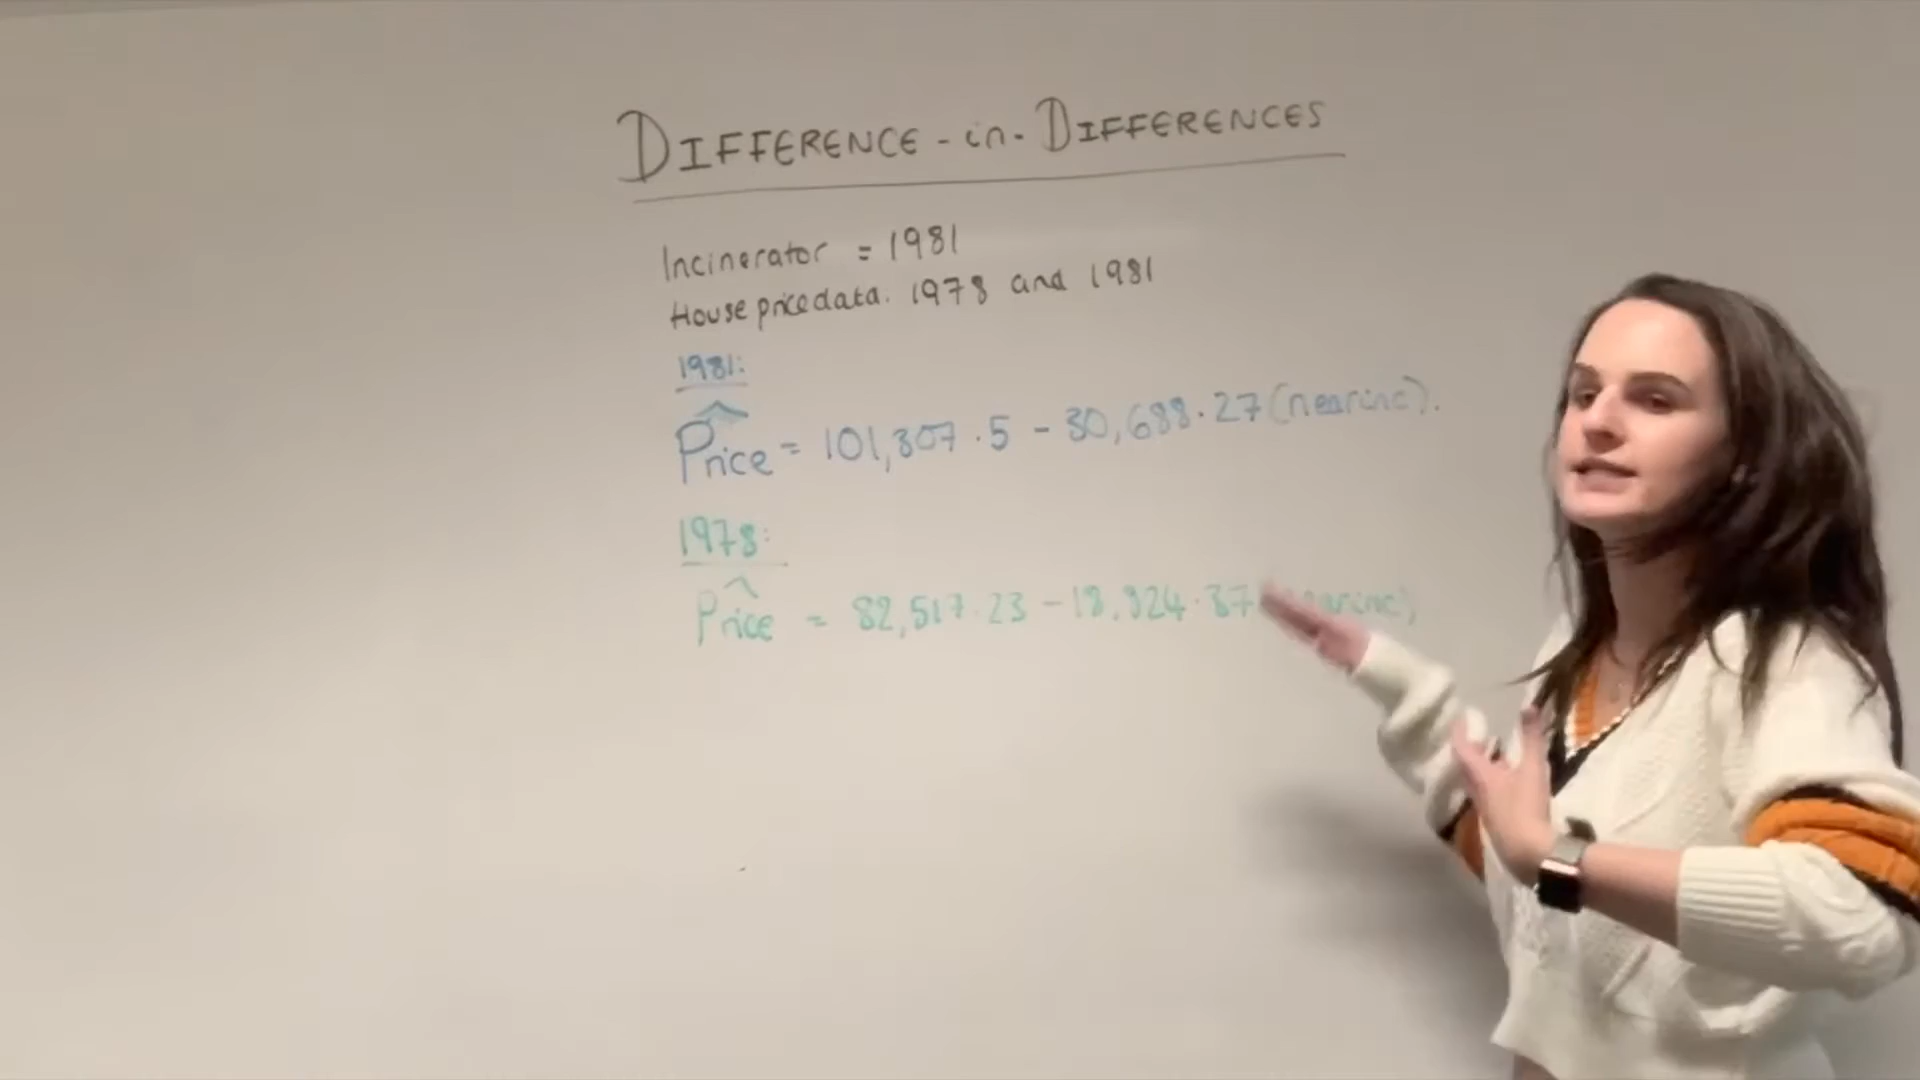 DIFFERENCE-in-DIFFERENCES
Incinerator = 1981
House price data. 1978 and 1981
1981:
Price = 101,307.5 - 30,688.27 (nearinc).
1978:
Price = 82,517.23 - 18,824.37